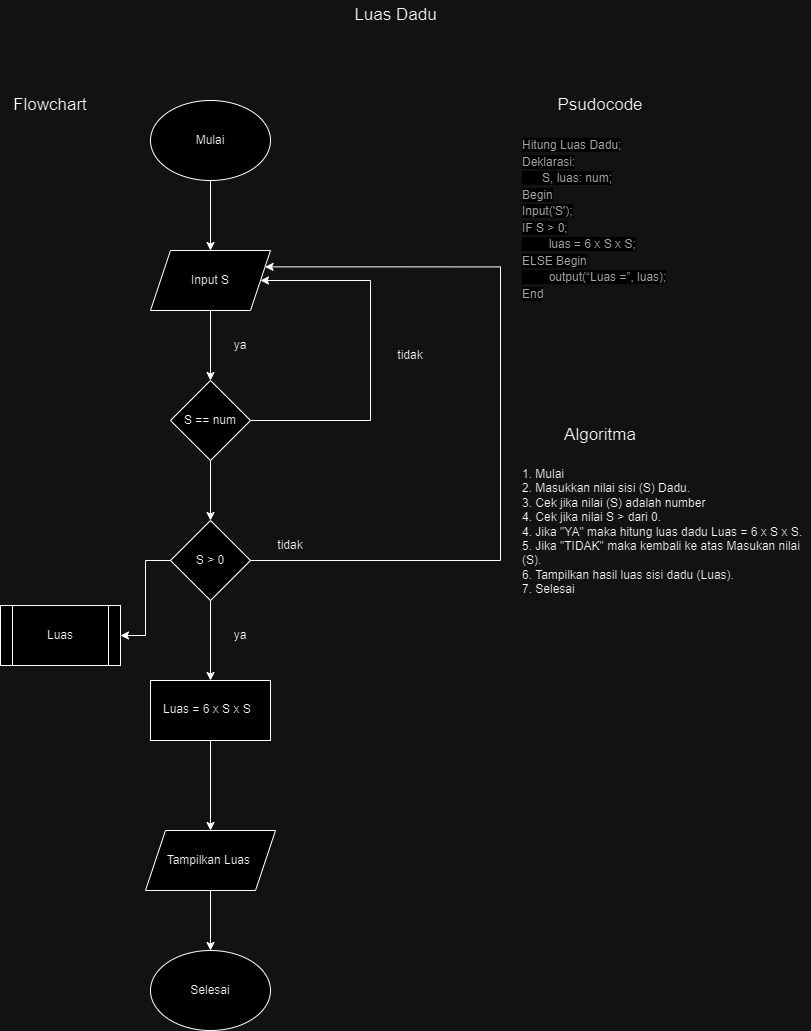 Luas Dadu
Flowchart
Mulai
Input S
ya
tidak
S == num
S > 0
tidak
Luas
ya
Luas = 6 x S x S
Tampilkan Luas
Selesai
Psudocode
Hitung Luas Dadu;
Deklarasi:
S, luas: num;
Begin
Input('S');
IF S > 0;
luas = 6 x S x S;
ELSE Begin
output(“Luas =”, luas);
End
Algoritma
1. Mulai
2. Masukkan nilai sisi (S) Dadu.
3. Cek jika nilai (S) adalah number
4. Cek jika nilai S > dari 0.
4. Jika "YA" maka hitung luas dadu Luas = 6 x S x S.
5. Jika "TIDAK" maka kembali ke atas Masukan nilai
(S).
6. Tampilkan hasil luas sisi dadu (Luas).
7. Selesai